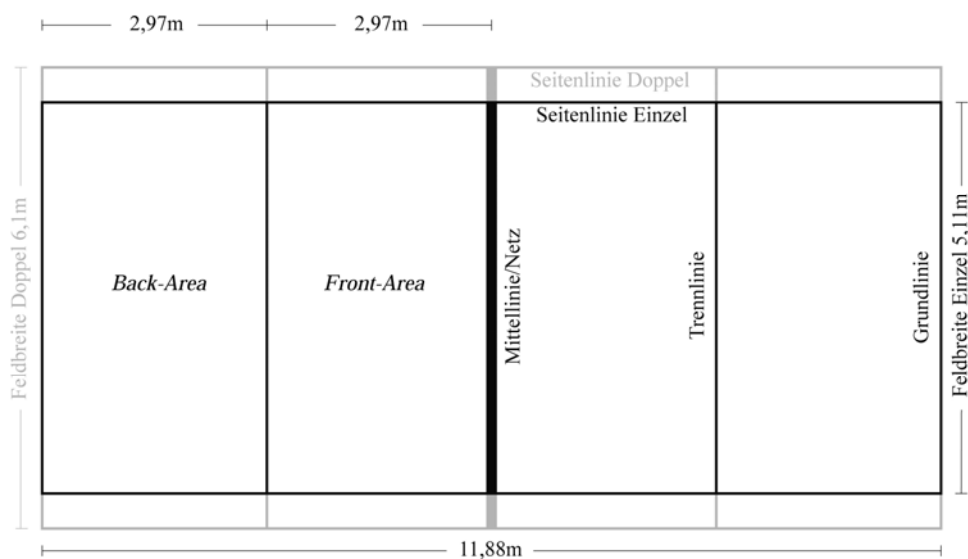 2,97m
2,97m
Seitenlinie Doppel
Seitenlinie Einzel
Feldbreite Doppel 6,1m
Back-Area
Front-Area
Mittellinie/Netz
Trennlinie
Grundlinie
Feldbreite Einzel 5,11m
11,88m